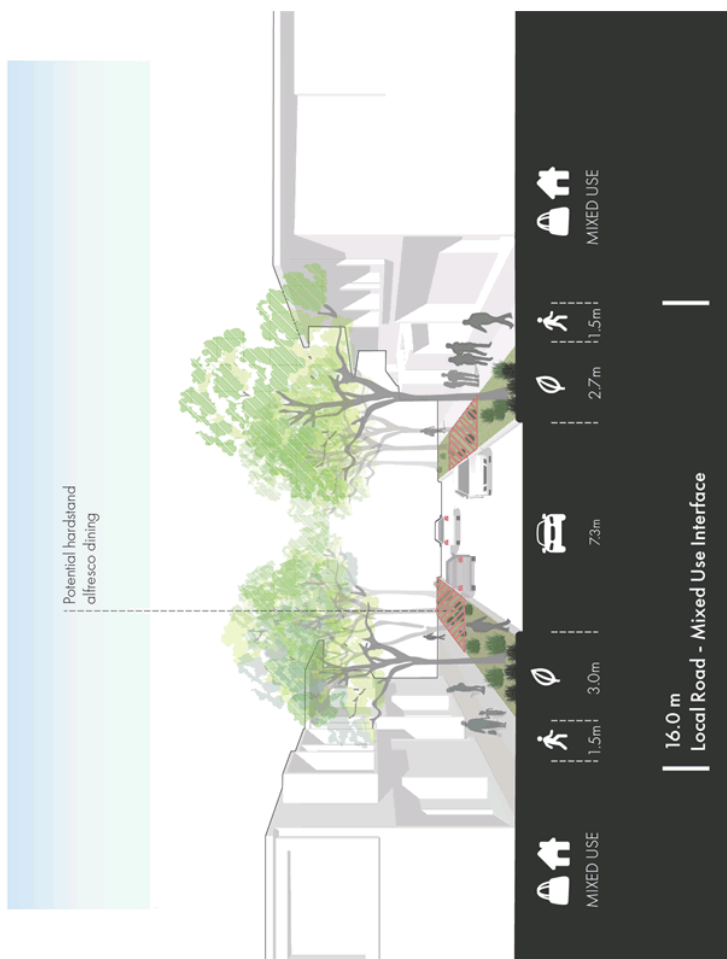 Potential hardstand
alfresco dining
MIXED USE
1.5m
3.0m
7.3m
2.7m
1.5m
MIXED USE
16.0 m
Local Road - Mixed Use Interface